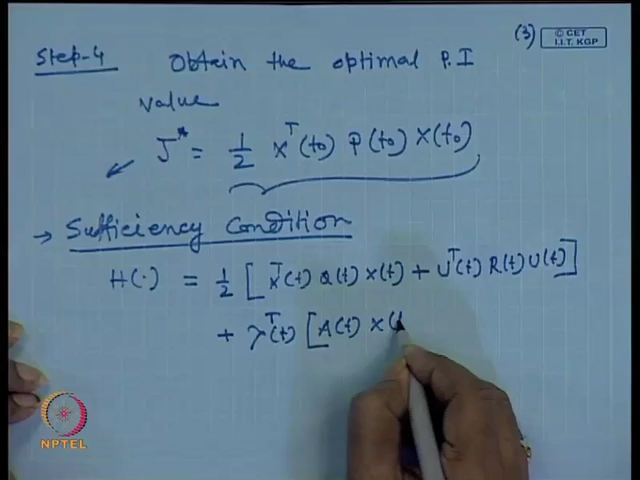 (3) © CET
I.I.T. KGP
Step-4 Obtain the optimal P.I
value
J* = 1/2 x^T(t₀) P(t₀) x(t₀)
→ Sufficiency Condition
H(·) = 1/2 [ x^T(t) Q(t) x(t) + U^T(t) R(t) U(t) ]
+ λ^T(t) [ A(t) x(
NPTEL